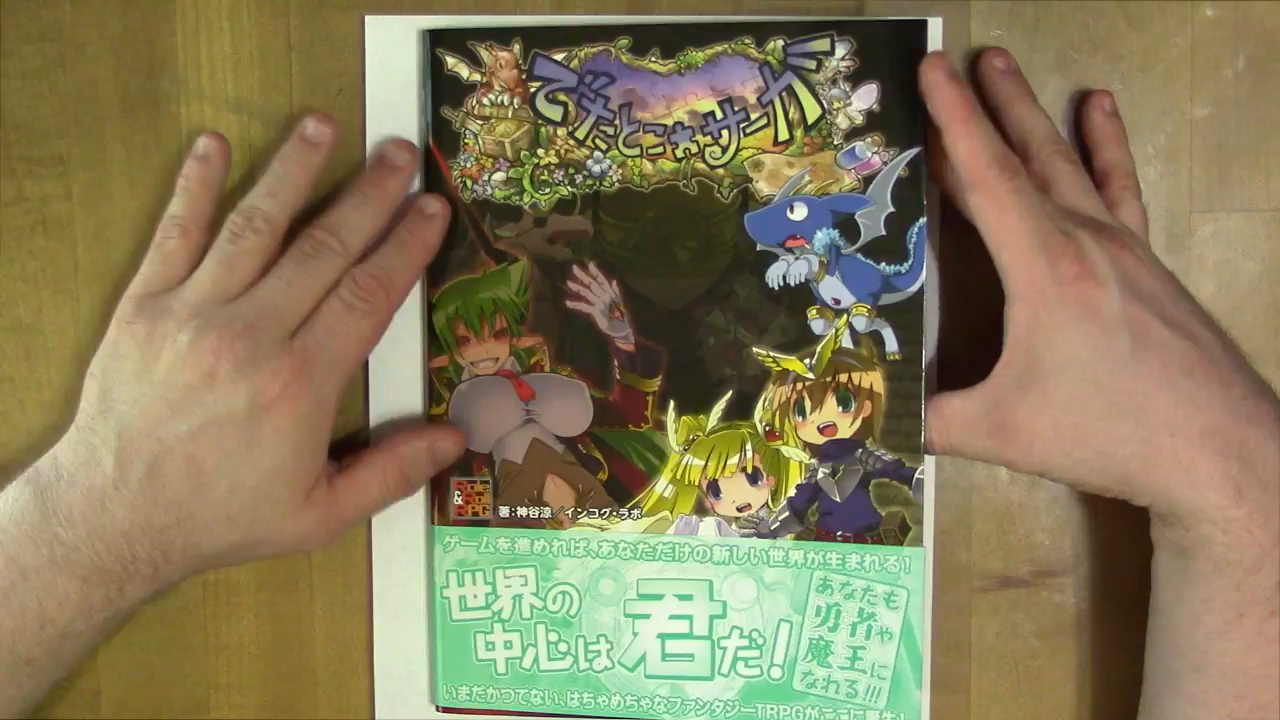 でたとこサーガ
Role
& Roll
RPG
著:神谷涼/インコグ・ラボ
ゲームを進めれば、あなただけの新しい世界が生まれる!
世界の
中心は
君だ!
あなたも
勇者や
魔王に
なれる!!!
いまだかつてない、はちゃめちゃなファンタジーTRPGがここに誕生!